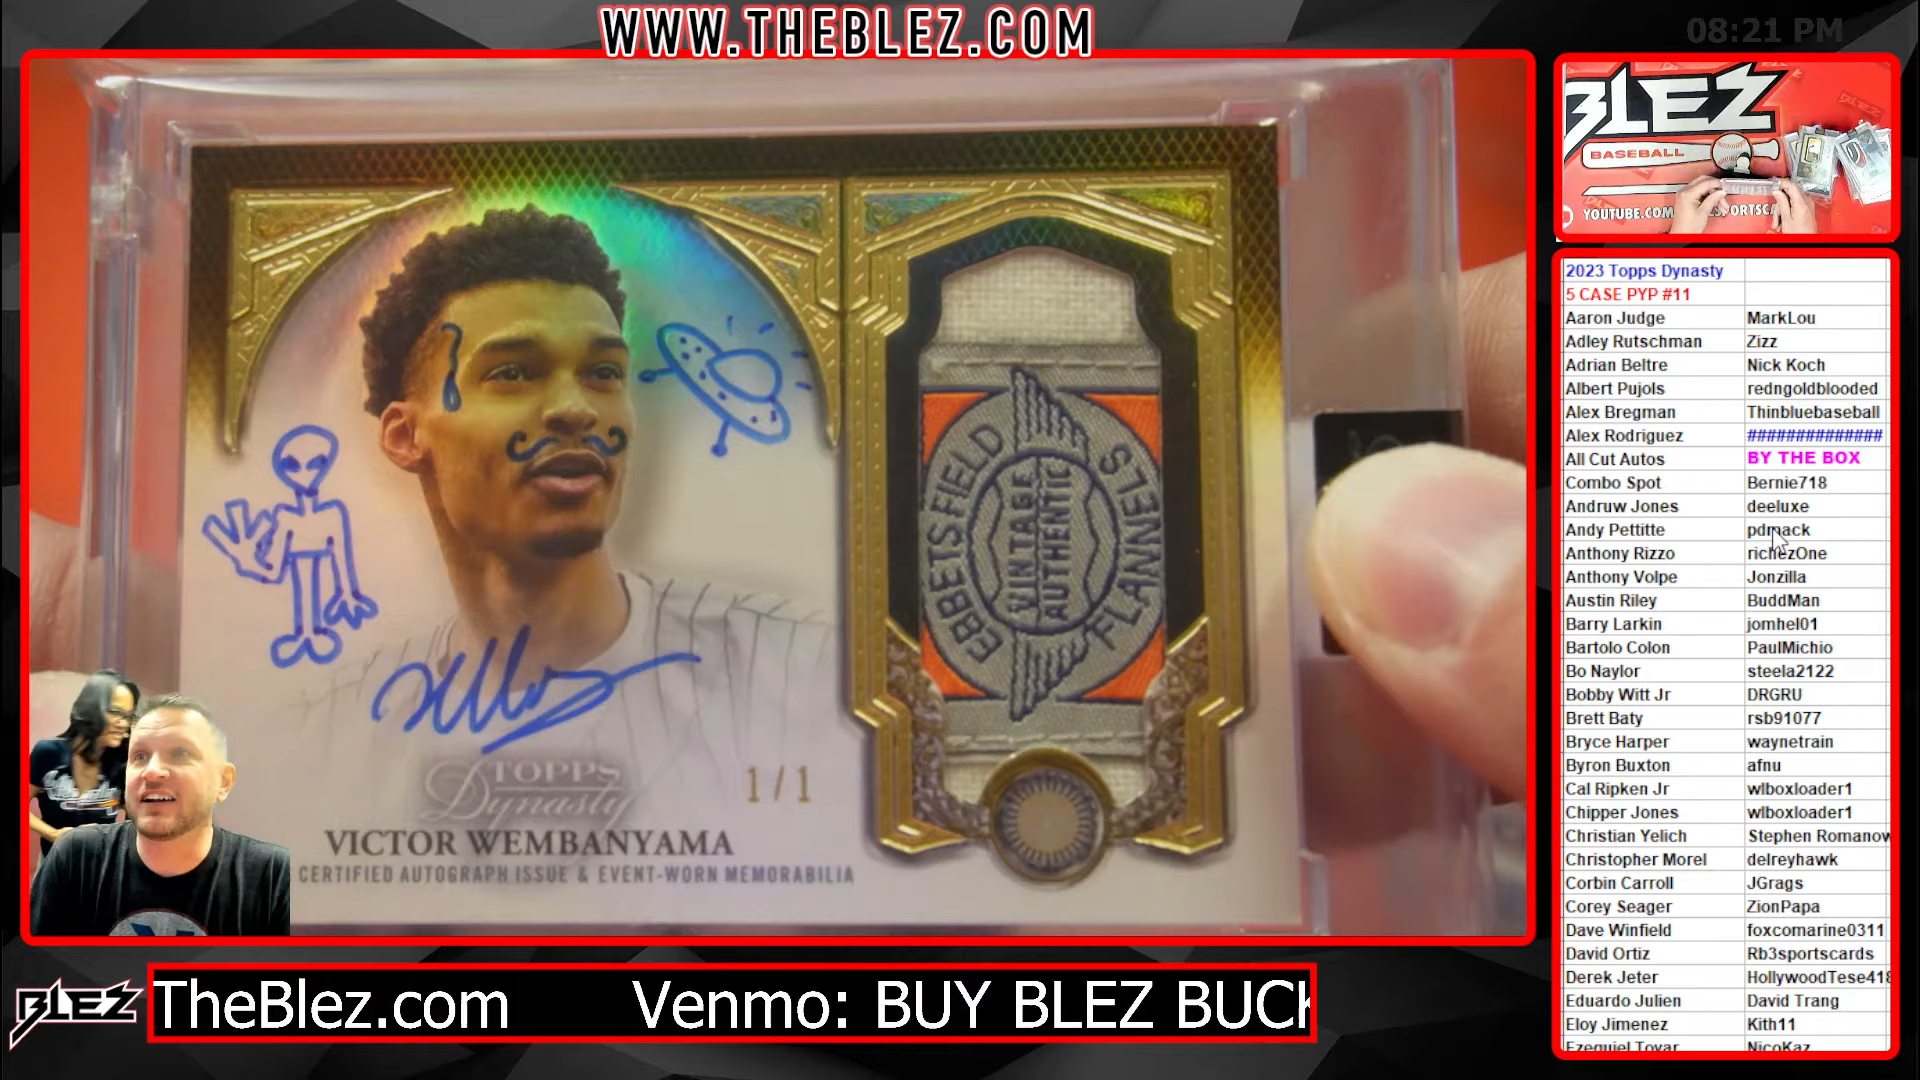 WWW.THEBLEZ.COM
08:21 PM
EBBETSFIELD
FLANNELS
VINTAGE
AUTHENTIC
TOPPS
Dynasty
1/1
VICTOR WEMBANYAMA
CERTIFIED AUTOGRAPH ISSUE & EVENT-WORN MEMORABILIA
BLEZ
BASEBALL
YOUTUBE.COM
2023 Topps Dynasty
5 CASE PYP #11
Aaron Judge MarkLou
Adley Rutschman Zizz
Adrian Beltre Nick Koch
Albert Pujols redngoldblooded
Alex Bregman Thinbluebaseball
Alex Rodriguez ##############
All Cut Autos BY THE BOX
Combo Spot Bernie718
Andruw Jones deeluxe
Andy Pettitte
Anthony Rizzo richezOne
Anthony Volpe Jonzilla
Austin Riley BuddMan
Barry Larkin jomhel01
Bartolo Colon PaulMichio
Bo Naylor steela2122
Bobby Witt Jr DRGRU
Brett Baty rsb91077
Bryce Harper waynetrain
Byron Buxton afnu
Cal Ripken Jr wlboxloader1
Chipper Jones wlboxloader1
Christian Yelich Stephen Romanow
Christopher Morel delreyhawk
Corbin Carroll JGrags
Corey Seager ZionPapa
Dave Winfield foxcomarine0311
David Ortiz Rb3sportscards
Derek Jeter HollywoodTese418
Eduardo Julien David Trang
Eloy Jimenez Kith11
Ezequiel Tovar NicoKaz
BLEZ
TheBlez.com Venmo: BUY BLEZ BUCK